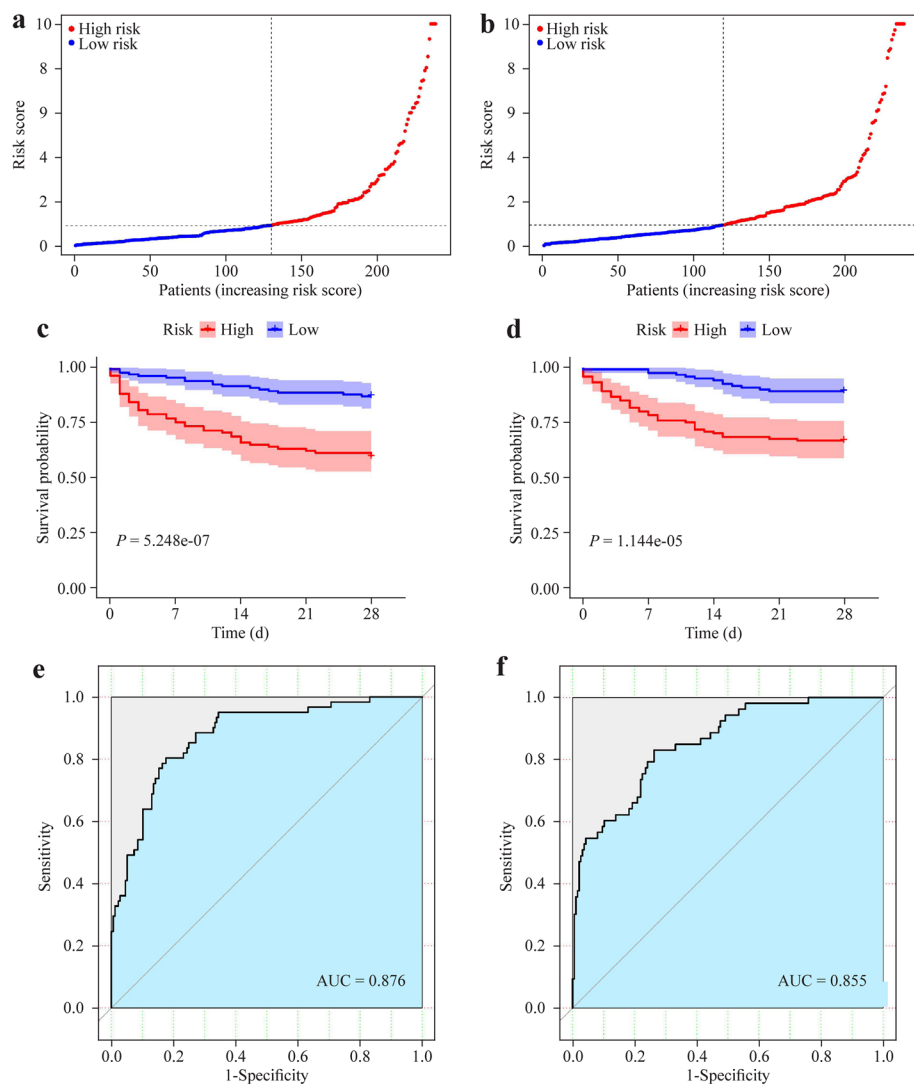 a
High risk
Low risk
Risk score
10
8
9
4
2
0
0 50 100 150 200
Patients (increasing risk score)
b
High risk
Low risk
Risk score
10
8
9
4
2
0
0 50 100 150 200
Patients (increasing risk score)
c
Risk High Low
Survival probability
1.00
0.75
0.50
0.25
0.00
P = 5.248e-07
0 7 14 21 28
Time (d)
d
Risk High Low
Survival probability
1.00
0.75
0.50
0.25
0.00
P = 1.144e-05
0 7 14 21 28
Time (d)
e
Sensitivity
1.0
0.8
0.6
0.4
0.2
0.0
AUC = 0.876
0.0 0.2 0.4 0.6 0.8 1.0
1-Specificity
f
Sensitivity
1.0
0.8
0.6
0.4
0.2
0.0
AUC = 0.855
0.0 0.2 0.4 0.6 0.8 1.0
1-Specificity